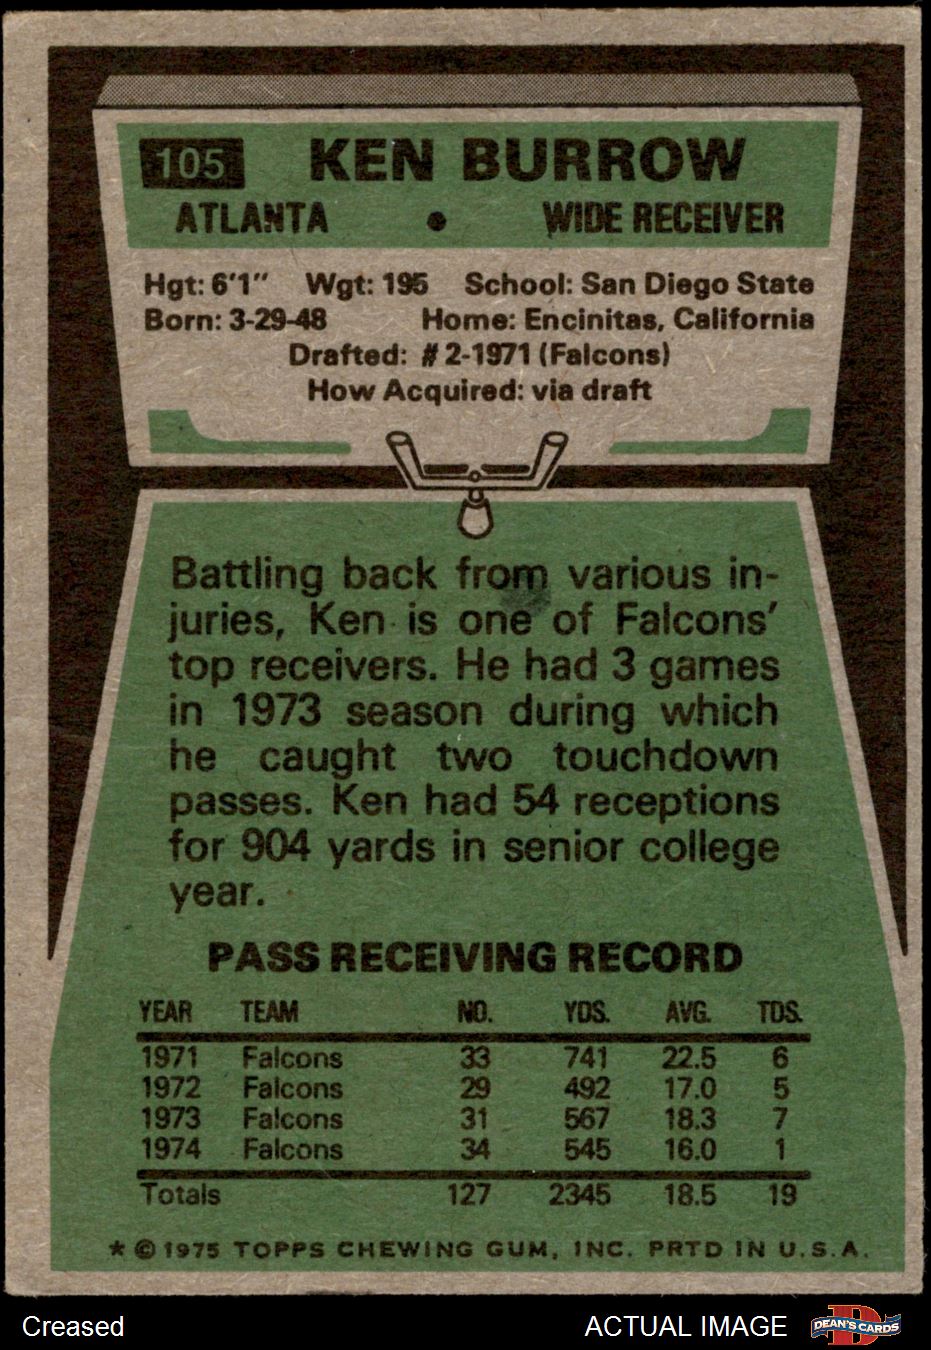 105 KEN BURROW
ATLANTA • WIDE RECEIVER
Hgt: 6'1" Wgt: 195 School: San Diego State
Born: 3-29-48 Home: Encinitas, California
Drafted: #2-1971 (Falcons)
How Acquired: via draft
Battling back from various in-
juries, Ken is one of Falcons'
top receivers. He had 3 games
in 1973 season during which
he caught two touchdown
passes. Ken had 54 receptions
for 904 yards in senior college
year.
PASS RECEIVING RECORD
YEAR TEAM NO. YDS. AVG. TDS.
1971 Falcons 33 741 22.5 6
1972 Falcons 29 492 17.0 5
1973 Falcons 31 567 18.3 7
1974 Falcons 34 545 16.0 1
Totals 127 2345 18.5 19
* © 1975 TOPPS CHEWING GUM, INC. PRTD IN U.S.A.
Creased ACTUAL IMAGE D DEAN'S CARDS